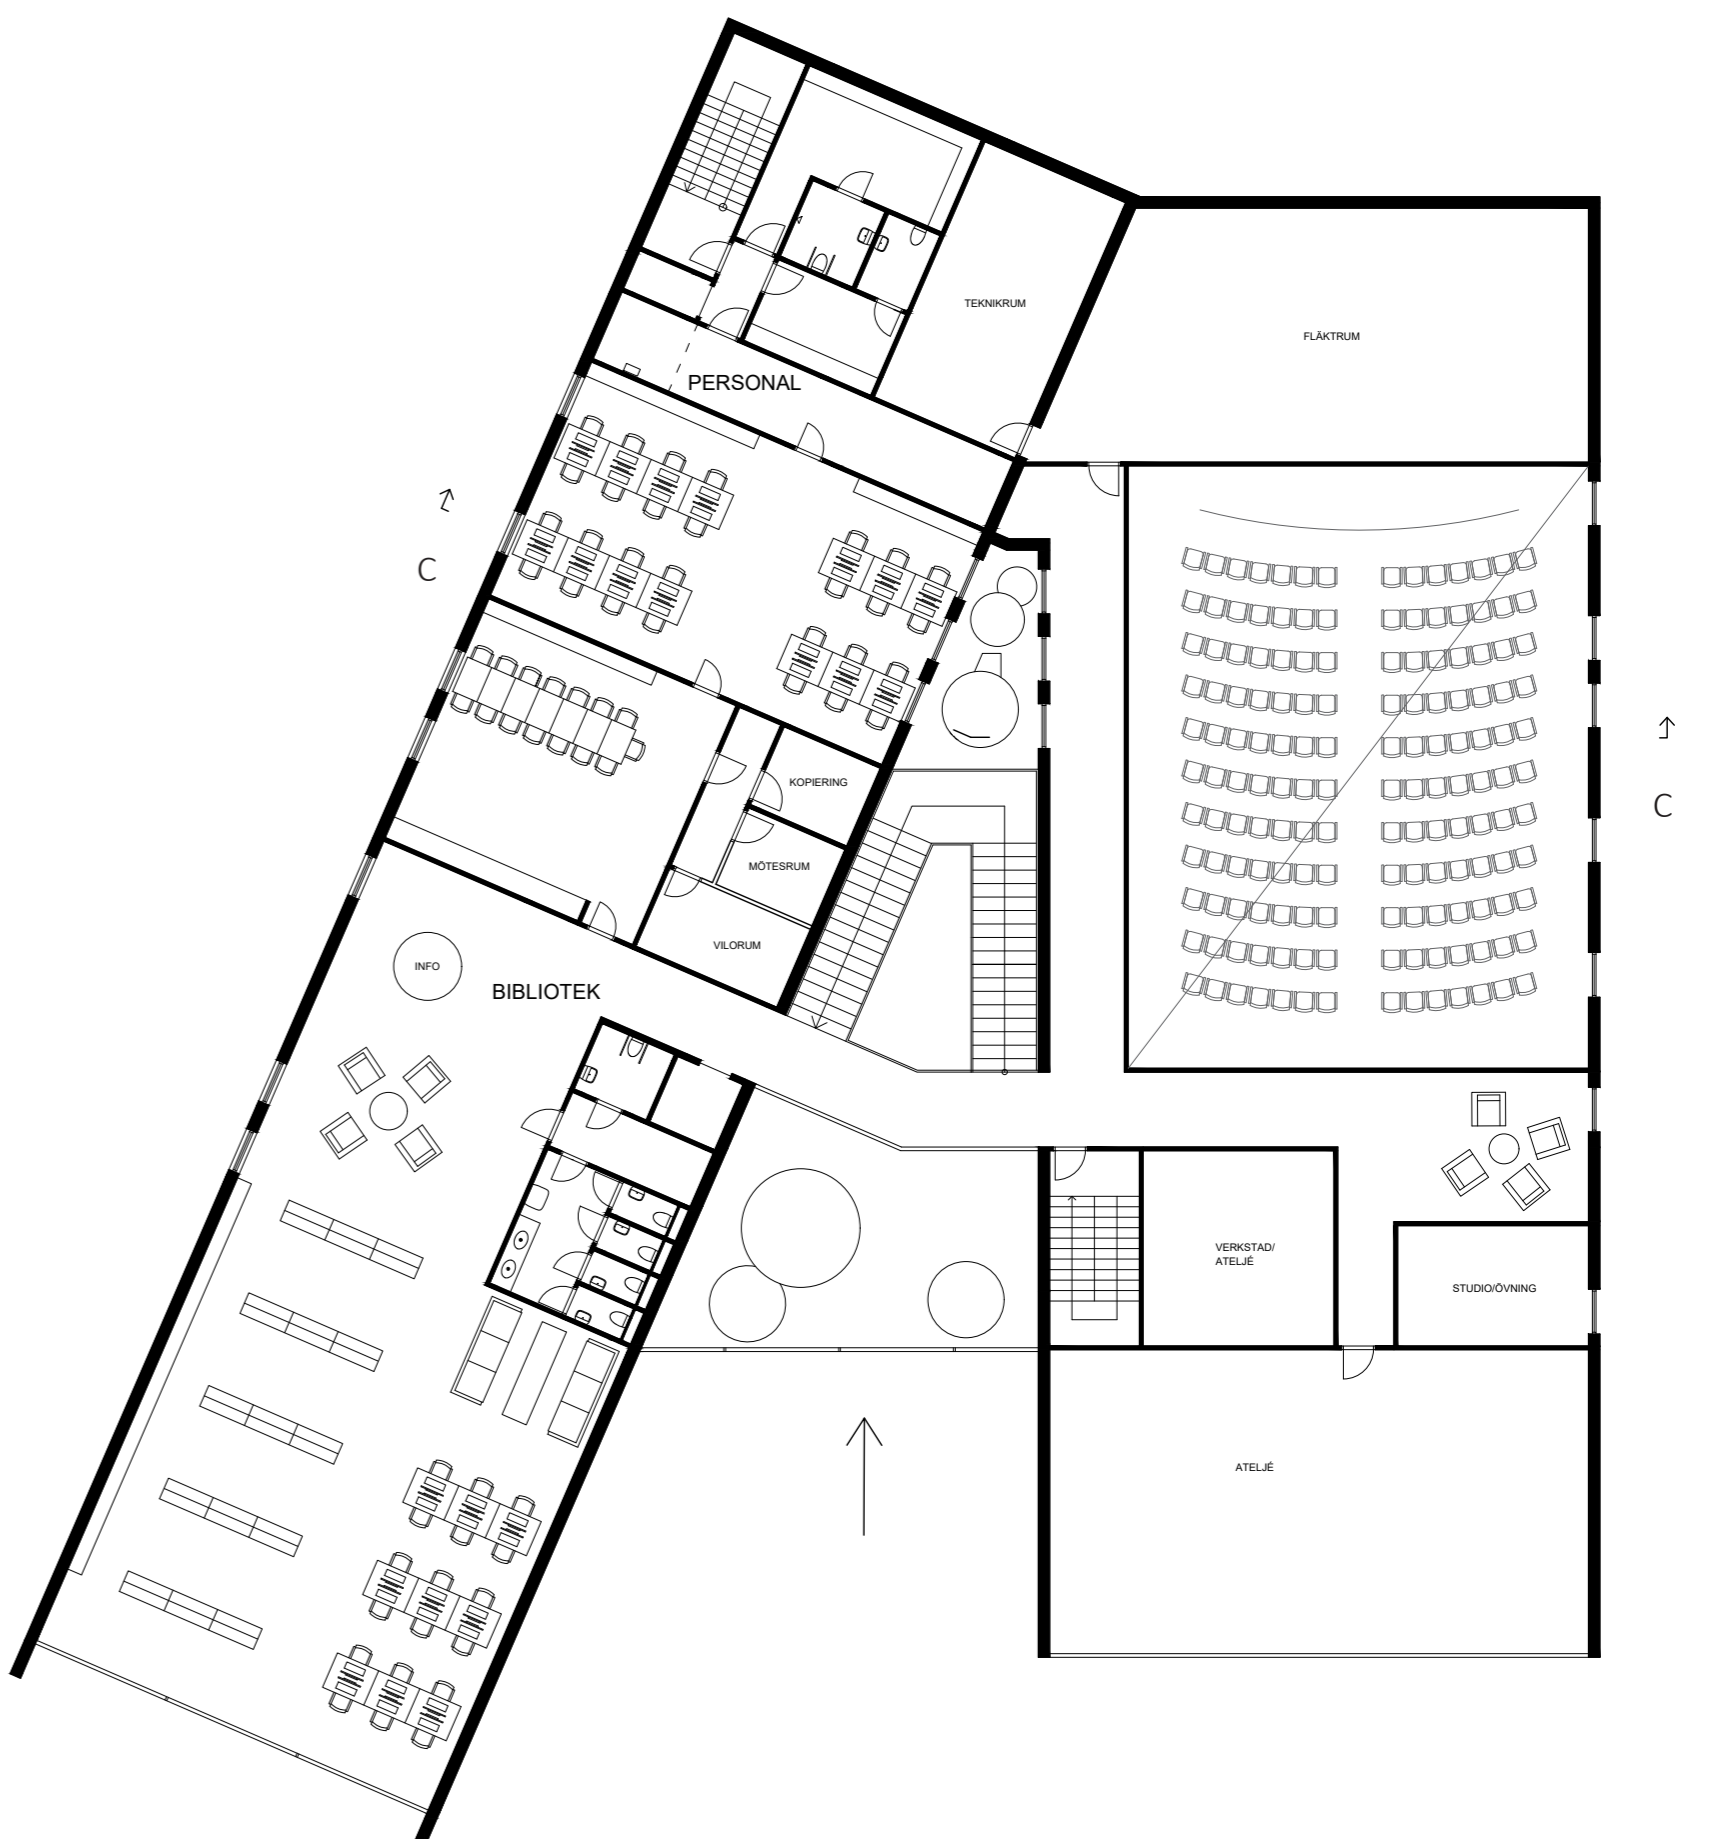 TEKNIKRUM
FLÄKTRUM
PERSONAL
C
KOPIERING
C
MÖTESRUM
VILORUM
INFO
BIBLIOTEK
VERKSTAD/
ATELJÉ
STUDIO/ÖVNING
ATELJÉ